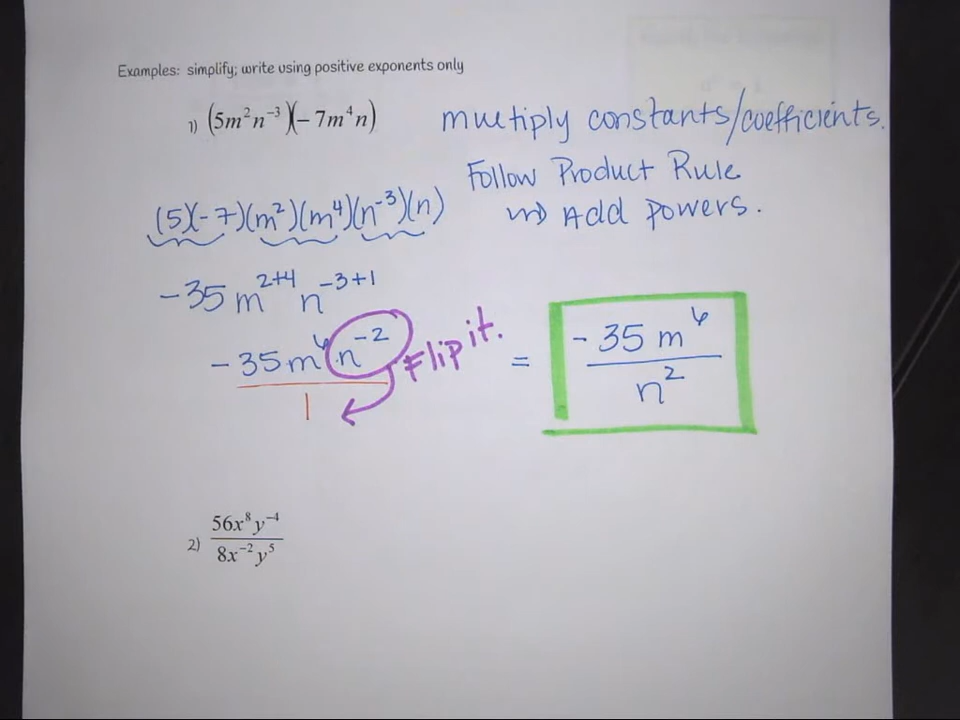 Examples: simplify; write using positive exponents only
1) (5m²n⁻³)(−7m⁴n)
multiply constants/coefficients.
Follow Product Rule
⇝ Add powers.
(5)(-7)(m²)(m⁴)(n⁻³)(n)
-35 m²⁺⁴ n⁻³⁺¹
-35m⁶n⁻² Flip it.
1
= -35 m⁶
n²
2) 56x⁸y⁻⁴
8x⁻²y⁵